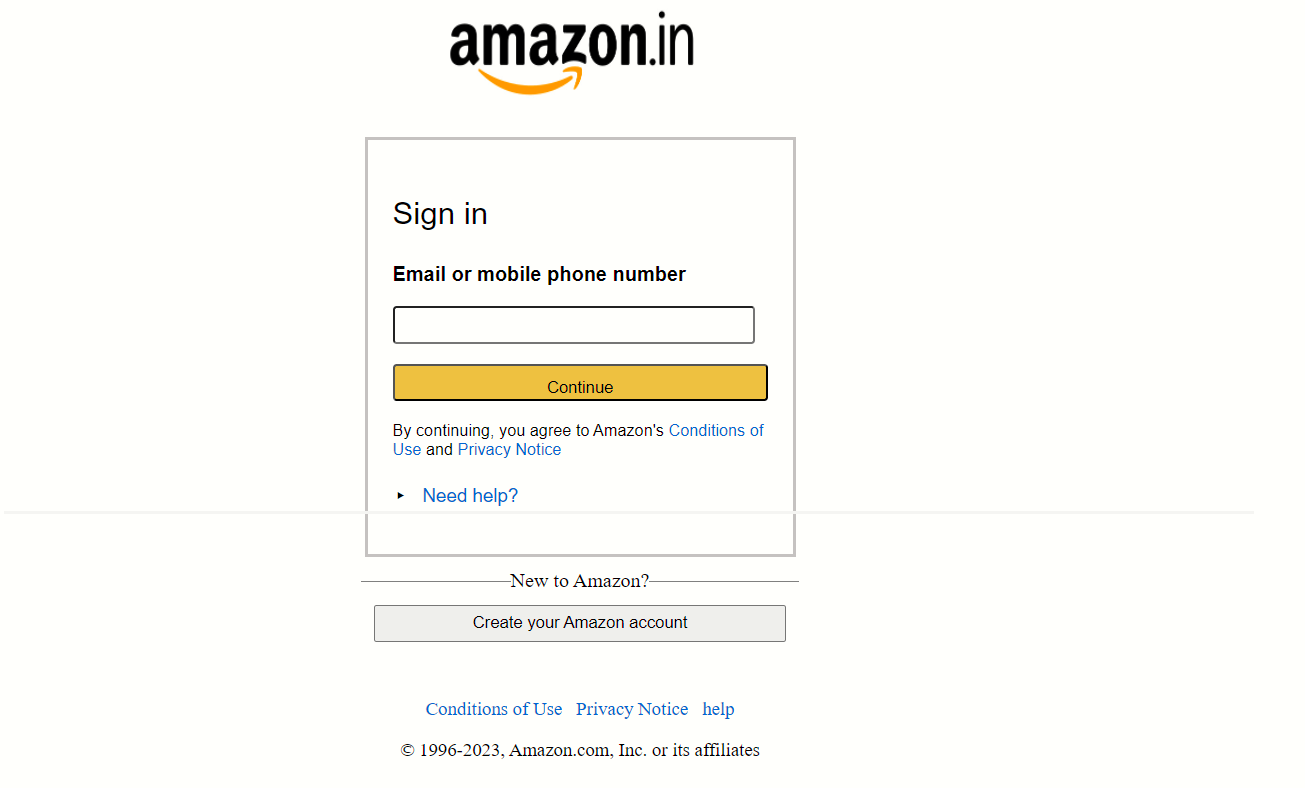 amazon.in
Sign in
Email or mobile phone number
Continue
By continuing, you agree to Amazon's Conditions of
Use and Privacy Notice
Need help?
New to Amazon?
Create your Amazon account
Conditions of Use Privacy Notice help
© 1996-2023, Amazon.com, Inc. or its affiliates